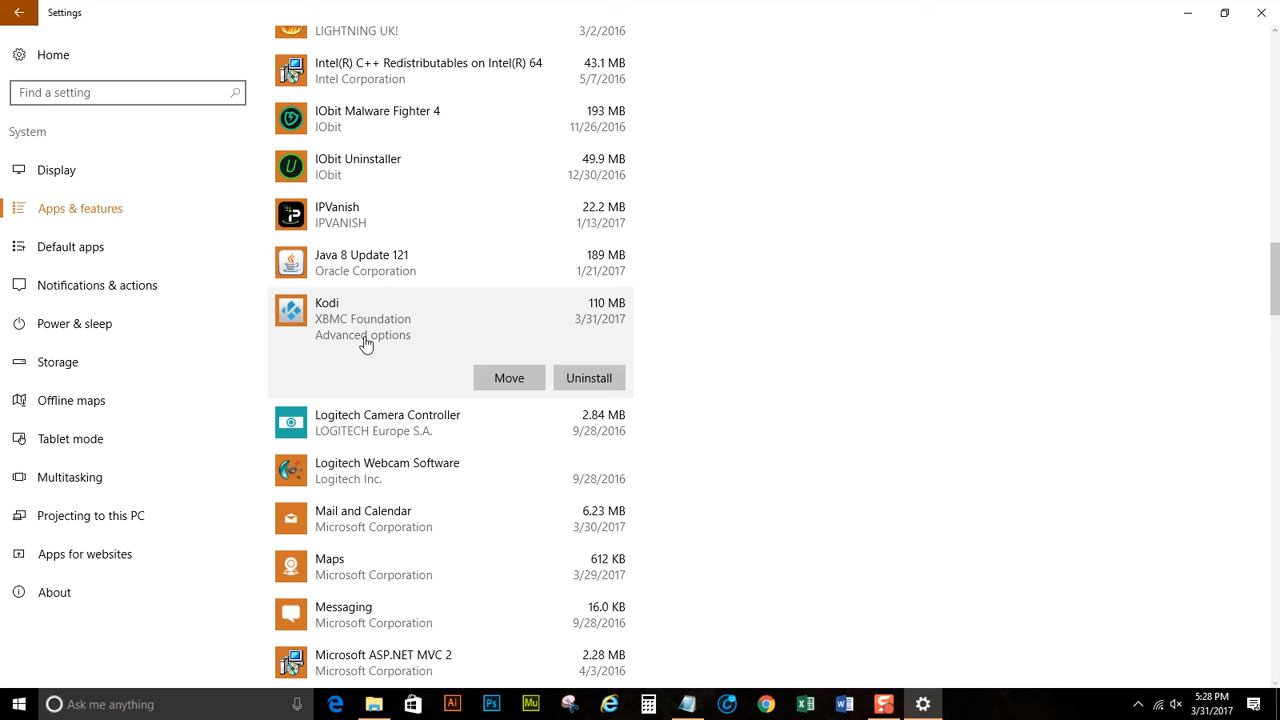 Settings
Home
Find a setting
System
Display
Apps & features
Default apps
Notifications & actions
Power & sleep
Storage
Offline maps
Tablet mode
Multitasking
Projecting to this PC
Apps for websites
About
LIGHTNING UK! 3/2/2016
Intel(R) C++ Redistributables on Intel(R) 64 43.1 MB
Intel Corporation 5/7/2016
IObit Malware Fighter 4 193 MB
IObit 11/26/2016
IObit Uninstaller 49.9 MB
IObit 12/30/2016
IPVanish 22.2 MB
IPVANISH 1/13/2017
Java 8 Update 121 189 MB
Oracle Corporation 1/21/2017
Kodi 110 MB
XBMC Foundation 3/31/2017
Advanced options
Move Uninstall
Logitech Camera Controller 2.84 MB
LOGITECH Europe S.A. 9/28/2016
Logitech Webcam Software
Logitech Inc. 9/28/2016
Mail and Calendar 6.23 MB
Microsoft Corporation 3/30/2017
Maps 612 KB
Microsoft Corporation 3/29/2017
Messaging 16.0 KB
Microsoft Corporation 9/28/2016
Microsoft ASP.NET MVC 2 2.28 MB
Microsoft Corporation 4/3/2016
Ask me anything
Ai
Ps
Mu
5:28 PM
3/31/2017